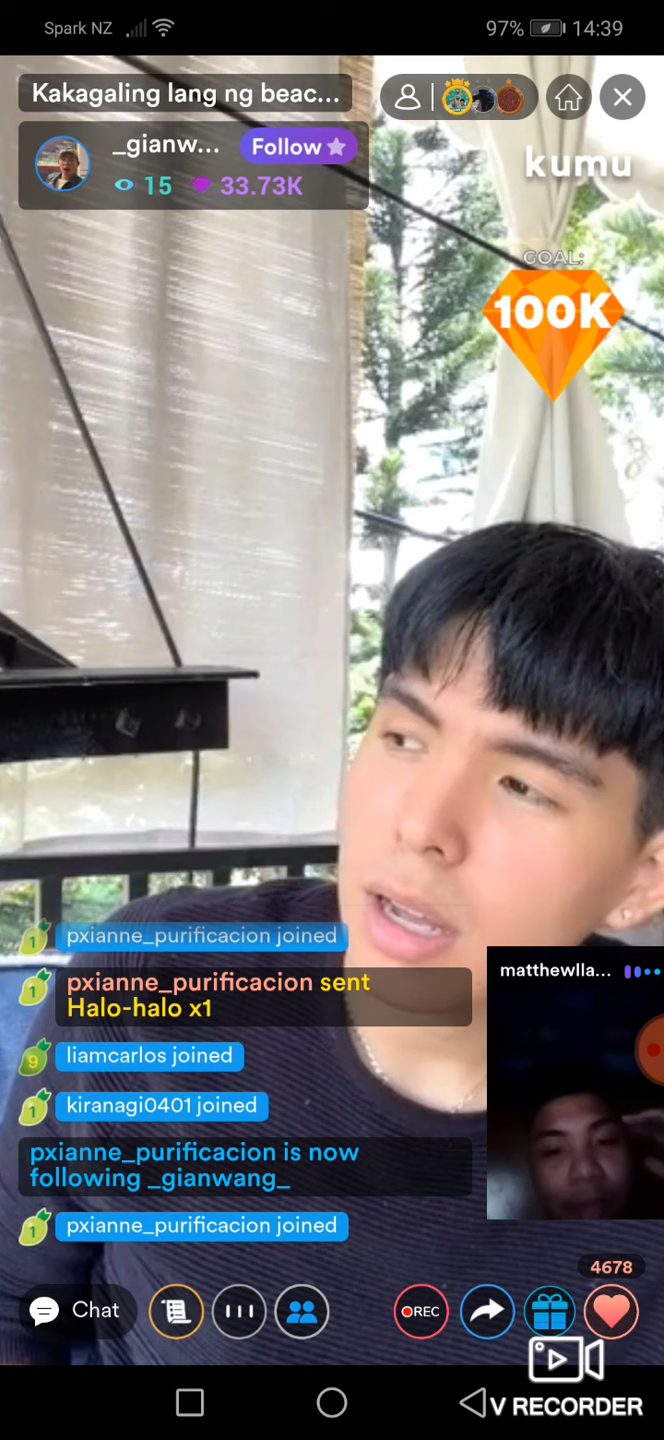 Spark NZ
97% 14:39
Kakagaling lang ng beac...
_gianw... Follow
15 33.73K
kumu
GOAL:
100K
pxianne_purificacion joined
1
pxianne_purificacion sent
Halo-halo x1
1
liamcarlos joined
9
kiranagi0401 joined
1
pxianne_purificacion is now
following _gianwang_
pxianne_purificacion joined
1
matthewlla...
4678
Chat
REC
V RECORDER